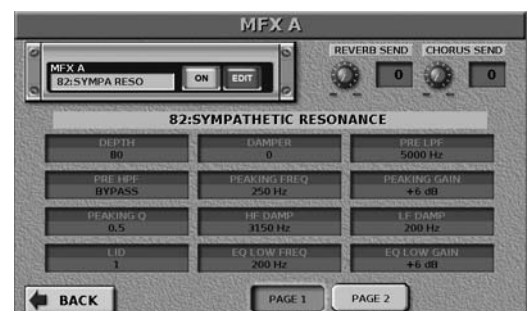 MFX A
REVERB SEND CHORUS SEND
MFX A
82:SYMPA RESO ON EDIT 0 0
82:SYMPATHETIC RESONANCE
DEPTH DAMPER PRE LPF
80 0 5000 Hz
PRE HPF PEAKING FREQ PEAKING GAIN
BYPASS 250 Hz +6 dB
PEAKING Q HF DAMP LF DAMP
0.5 3150 Hz 200 Hz
LID EQ LOW FREQ EQ LOW GAIN
1 200 Hz +6 dB
BACK PAGE 1 PAGE 2